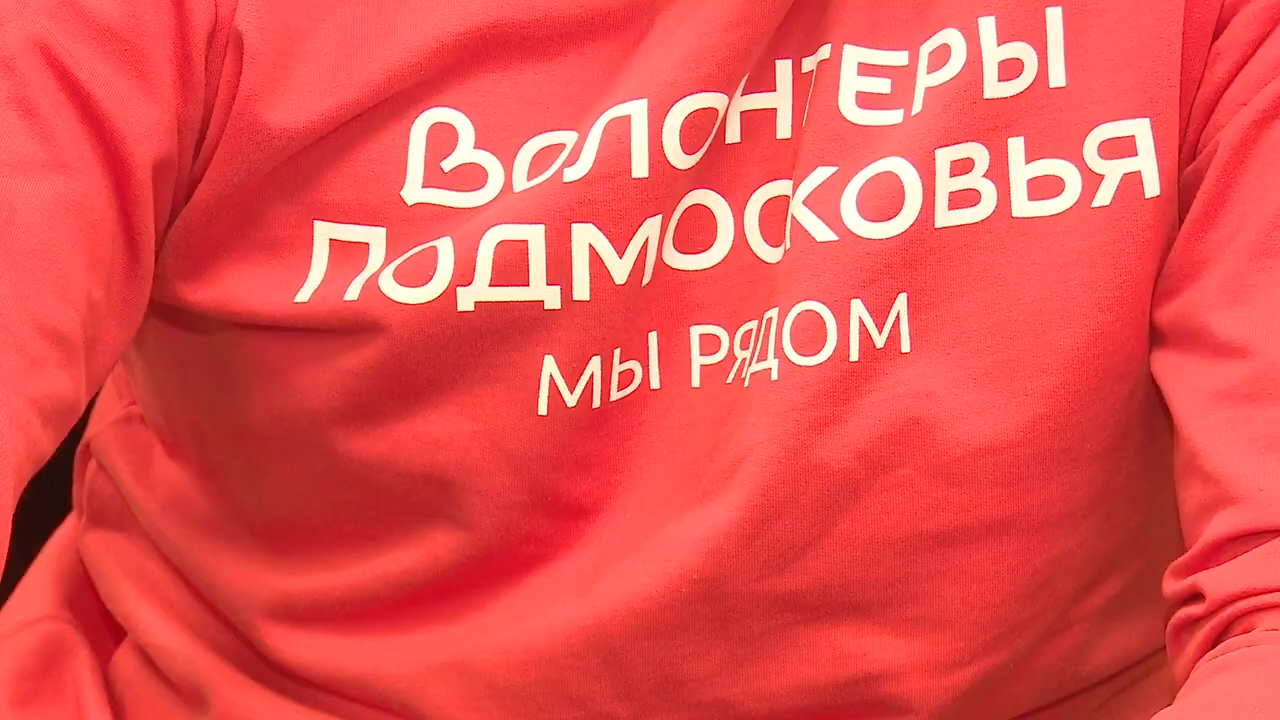 Волонтеры
Подмосковья
мы рядом